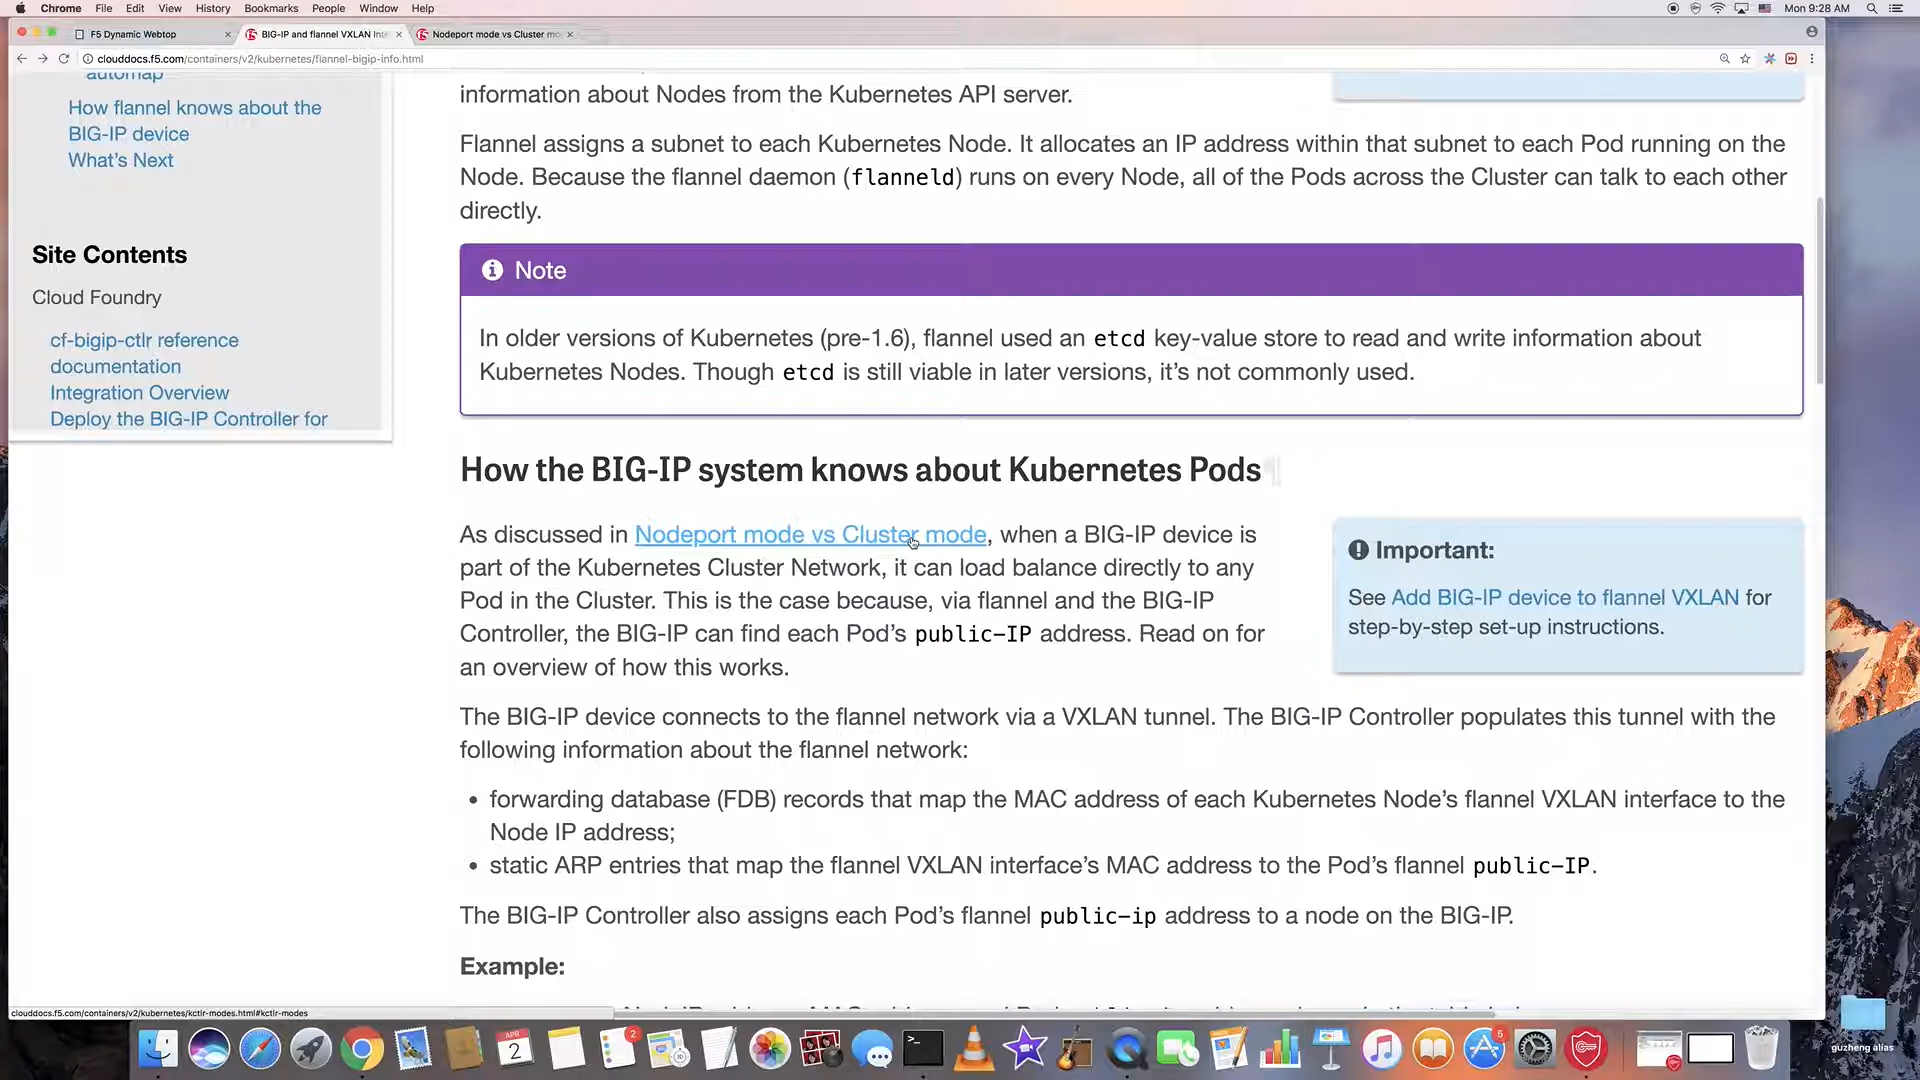 Chrome File Edit View History Bookmarks People Window Help
Mon 9:28 AM
F5 Dynamic Webtop
BIG-IP and flannel VXLAN Inte
Nodeport mode vs Cluster mo
clouddocs.f5.com/containers/v2/kubernetes/flannel-bigip-info.html
automap
How flannel knows about the
BIG-IP device
What's Next
Site Contents
Cloud Foundry
cf-bigip-ctlr reference
documentation
Integration Overview
Deploy the BIG-IP Controller for
information about Nodes from the Kubernetes API server.
Flannel assigns a subnet to each Kubernetes Node. It allocates an IP address within that subnet to each Pod running on the
Node. Because the flannel daemon (flanneld) runs on every Node, all of the Pods across the Cluster can talk to each other
directly.
Note
In older versions of Kubernetes (pre-1.6), flannel used an etcd key-value store to read and write information about
Kubernetes Nodes. Though etcd is still viable in later versions, it's not commonly used.
How the BIG-IP system knows about Kubernetes Pods
As discussed in Nodeport mode vs Cluster mode, when a BIG-IP device is
part of the Kubernetes Cluster Network, it can load balance directly to any
Pod in the Cluster. This is the case because, via flannel and the BIG-IP
Controller, the BIG-IP can find each Pod's public-IP address. Read on for
an overview of how this works.
Important:
See Add BIG-IP device to flannel VXLAN for
step-by-step set-up instructions.
The BIG-IP device connects to the flannel network via a VXLAN tunnel. The BIG-IP Controller populates this tunnel with the
following information about the flannel network:
• forwarding database (FDB) records that map the MAC address of each Kubernetes Node's flannel VXLAN interface to the
Node IP address;
• static ARP entries that map the flannel VXLAN interface's MAC address to the Pod's flannel public-IP.
The BIG-IP Controller also assigns each Pod's flannel public-ip address to a node on the BIG-IP.
Example:
clouddocs.f5.com/containers/v2/kubernetes/kctlr-modes.html#kctlr-modes
APR
2
2
5
guzheng alias